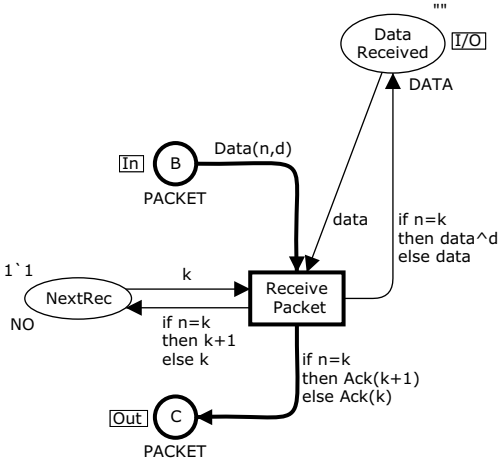 ""
Data
Received
I/O
DATA
In
B
Data(n,d)
PACKET
data
if n=k
then data^d
else data
1`1
NextRec
k
Receive
Packet
NO
if n=k
then k+1
else k
if n=k
then Ack(k+1)
else Ack(k)
Out
C
PACKET